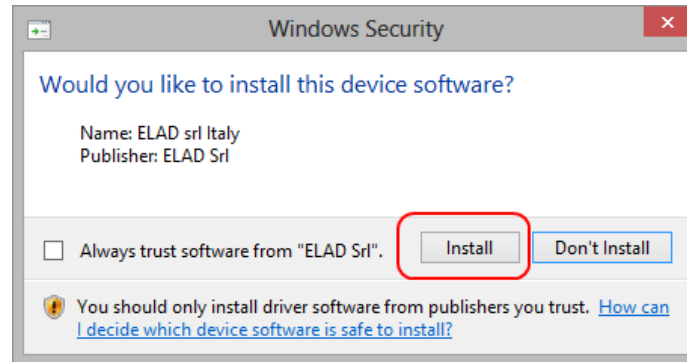 Windows Security
Would you like to install this device software?
Name: ELAD srl Italy
Publisher: ELAD Srl
Always trust software from "ELAD Srl".
Install
Don't Install
You should only install driver software from publishers you trust. How can
I decide which device software is safe to install?